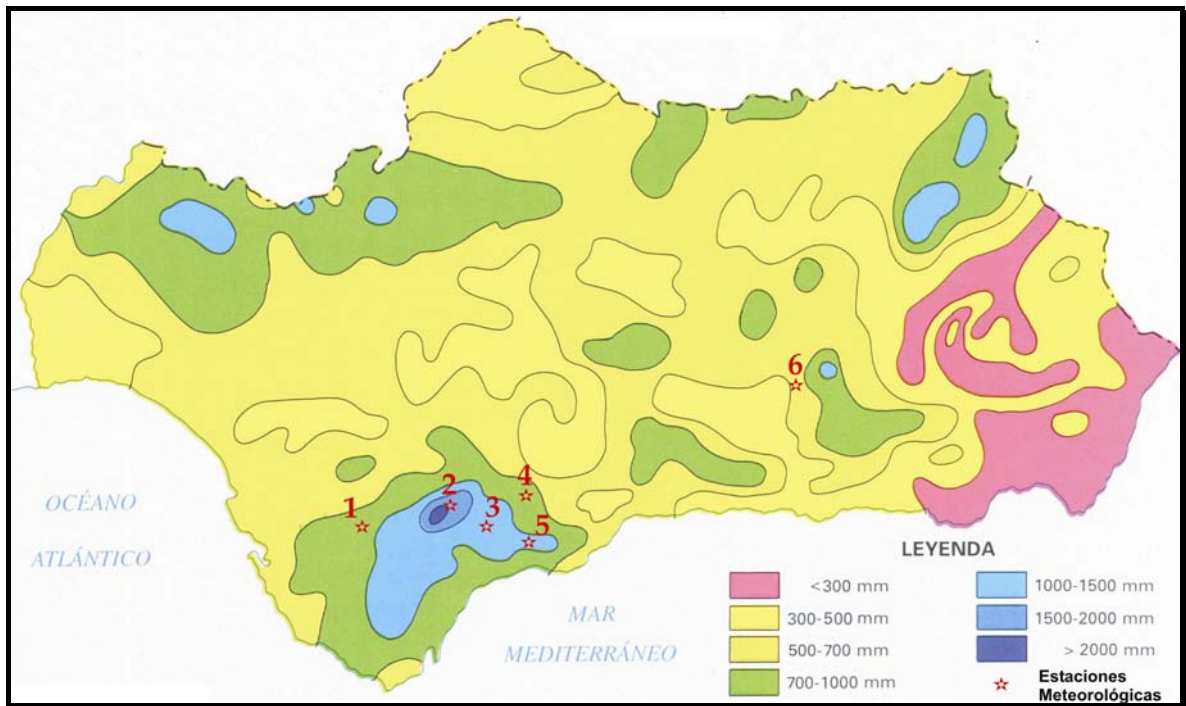 6
4
2
1
3
5
OCÉANO
ATLÁNTICO
MAR
MEDITERRÁNEO
LEYENDA
<300 mm
300-500 mm
500-700 mm
700-1000 mm
1000-1500 mm
1500-2000 mm
> 2000 mm
Estaciones
Meteorológicas